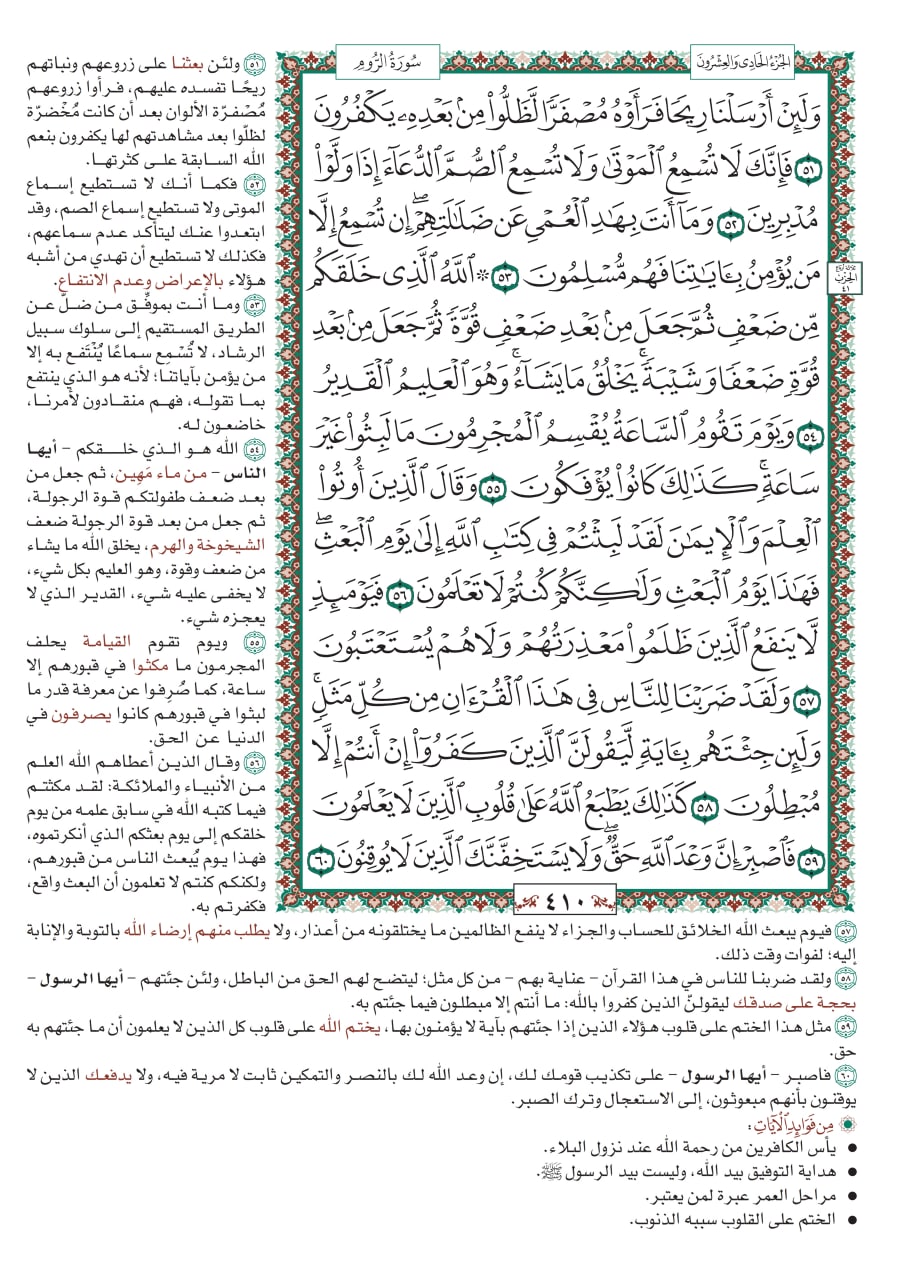 الجزء الحادي والعشرون
سورة الروم
وَلَئِنْ أَرْسَلْنَا رِيحًا فَرَأَوْهُ مُصْفَرًّا لَّظَلُّوا۟ مِنۢ بَعْدِهِۦ يَكْفُرُونَ
٥١ فَإِنَّكَ لَا تُسْمِعُ ٱلْمَوْتَىٰ وَلَا تُسْمِعُ ٱلصُّمَّ ٱلدُّعَآءَ إِذَا وَلَّوْا۟
مُدْبِرِينَ ٥٢ وَمَآ أَنتَ بِهَٰدِ ٱلْعُمْىِ عَن ضَلَٰلَتِهِمْ ۖ إِن تُسْمِعُ إِلَّا
مَن يُؤْمِنُ بِـَٔايَٰتِنَا فَهُم مُّسْلِمُونَ ٥٣ ۞ ٱللَّهُ ٱلَّذِى خَلَقَكُم
مِّن ضَعْفٍ ثُمَّ جَعَلَ مِنۢ بَعْدِ ضَعْفٍ قُوَّةً ثُمَّ جَعَلَ مِنۢ بَعْدِ
قُوَّةٍ ضَعْفًا وَشَيْبَةً ۚ يَخْلُقُ مَا يَشَآءُ ۖ وَهُوَ ٱلْعَلِيمُ ٱلْقَدِيرُ
٥٤ وَيَوْمَ تَقُومُ ٱلسَّاعَةُ يُقْسِمُ ٱلْمُجْرِمُونَ مَا لَبِثُوا۟ غَيْرَ
سَاعَةٍ ۚ كَذَٰلِكَ كَانُوا۟ يُؤْفَكُونَ ٥٥ وَقَالَ ٱلَّذِينَ أُوتُوا۟
ٱلْعِلْمَ وَٱلْإِيمَٰنَ لَقَدْ لَبِثْتُمْ فِى كِتَٰبِ ٱللَّهِ إِلَىٰ يَوْمِ ٱلْبَعْثِ ۖ
فَهَٰذَا يَوْمُ ٱلْبَعْثِ وَلَٰكِنَّكُمْ كُنتُمْ لَا تَعْلَمُونَ ٥٦ فَيَوْمَئِذٍ
لَّا يَنفَعُ ٱلَّذِينَ ظَلَمُوا۟ مَعْذِرَتُهُمْ وَلَا هُمْ يُسْتَعْتَبُونَ
٥٧ وَلَقَدْ ضَرَبْنَا لِلنَّاسِ فِى هَٰذَا ٱلْقُرْءَانِ مِن كُلِّ مَثَلٍ ۚ
وَلَئِن جِئْتَهُم بِـَٔايَةٍ لَّيَقُولَنَّ ٱلَّذِينَ كَفَرُوٓا۟ إِنْ أَنتُمْ إِلَّا
مُبْطِلُونَ ٥٨ كَذَٰلِكَ يَطْبَعُ ٱللَّهُ عَلَىٰ قُلُوبِ ٱلَّذِينَ لَا يَعْلَمُونَ
٥٩ فَٱصْبِرْ إِنَّ وَعْدَ ٱللَّهِ حَقٌّ ۖ وَلَا يَسْتَخِفَّنَّكَ ٱلَّذِينَ لَا يُوقِنُونَ ٦٠
٤١٠
الحزب
٤١
٥١ ولئن بعثنا على زروعهم ونباتهم
ريحًا تفسده عليهم، فرأوا زروعهم
مُصْفرّة الألوان بعد أن كانت مُخْضرّة
لظلّوا بعد مشاهدتهم لها يكفرون بنعم
الله السابقة على كثرتها.
٥٢ فكما أنك لا تستطيع إسماع
الموتى ولا تستطيع إسماع الصم، وقد
ابتعدوا عنك ليتأكد عدم سماعهم،
فكذلك لا تستطيع أن تهدي من أشبه
هؤلاء بالإعراض وعدم الانتفاع.
٥٣ وما أنت بموفِّق من ضلّ عن
الطريق المستقيم إلى سلوك سبيل
الرشاد، لا تُسْمِع سماعًا يُنْتَفع به إلا
من يؤمن بآياتنا؛ لأنه هو الذي ينتفع
بما تقوله، فهم منقادون لأمرنا،
خاضعون له.
٥٤ الله هو الذي خلقكم – أيها
الناس – من ماء مَهِين، ثم جعل من
بعد ضعف طفولتكم قوة الرجولة،
ثم جعل من بعد قوة الرجولة ضعف
الشيخوخة والهرم، يخلق الله ما يشاء
من ضعف وقوة، وهو العليم بكل شيء،
لا يخفى عليه شيء، القدير الذي لا
يعجزه شيء.
٥٥ ويوم تقوم القيامة يحلف
المجرمون ما مكثوا في قبورهم إلا
ساعة، كما صُرِفوا عن معرفة قدر ما
لبثوا في قبورهم كانوا يصرفون في
الدنيا عن الحق.
٥٦ وقال الذين أعطاهم الله العلم
من الأنبياء والملائكة: لقد مكثتم
فيما كتبه الله في سابق علمه من يوم
خلقكم إلى يوم بعثكم الذي أنكرتموه،
فهذا يوم يُبعث الناس من قبورهم،
ولكنكم كنتم لا تعلمون أن البعث واقع،
فكفرتم به.
٥٧ فيوم يبعث الله الخلائق للحساب والجزاء لا ينفع الظالمين ما يختلقونه من أعذار، ولا يطلب منهم إرضاء الله بالتوبة والإنابة
إليه؛ لفوات وقت ذلك.
٥٨ ولقد ضربنا للناس في هذا القرآن – عناية بهم – من كل مثل؛ ليتضح لهم الحق من الباطل، ولئن جئتهم – أيها الرسول –
بحجة على صدقك ليقولنّ الذين كفروا بالله: ما أنتم إلا مبطلون فيما جئتم به.
٥٩ مثل هذا الختم على قلوب هؤلاء الذين إذا جئتهم بآية لا يؤمنون بها، يختم الله على قلوب كل الذين لا يعلمون أن ما جئتهم به
حق.
٦٠ فاصبر – أيها الرسول – على تكذيب قومك لك، إن وعد الله لك بالنصر والتمكين ثابت لا مرية فيه، ولا يدفعك الذين لا
يوقنون بأنهم مبعوثون، إلى الاستعجال وترك الصبر.
مِن فَوَائِدِ ٱلْآيَاتِ:
• يأس الكافرين من رحمة الله عند نزول البلاء.
• هداية التوفيق بيد الله، وليست بيد الرسول ﷺ.
• مراحل العمر عبرة لمن يعتبر.
• الختم على القلوب سببه الذنوب.